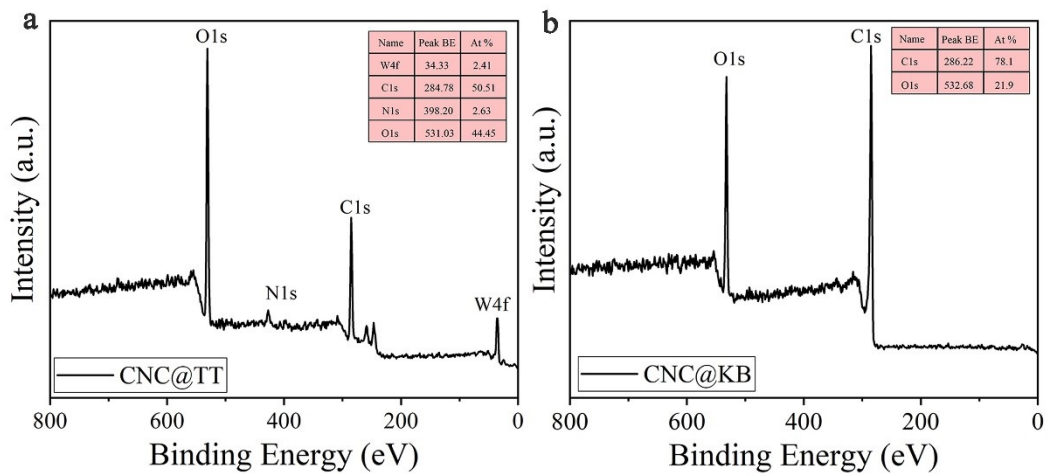 a
O1s
N1s
C1s
W4f
Name Peak BE At %
W4f 34.33 2.41
C1s 284.78 50.51
N1s 398.20 2.63
O1s 531.03 44.45
Intensity (a.u.)
CNC@TT
800 600 400 200 0
Binding Energy (eV)
b
O1s
C1s
Name Peak BE At %
C1s 286.22 78.1
O1s 532.68 21.9
Intensity (a.u.)
CNC@KB
800 600 400 200 0
Binding Energy (eV)